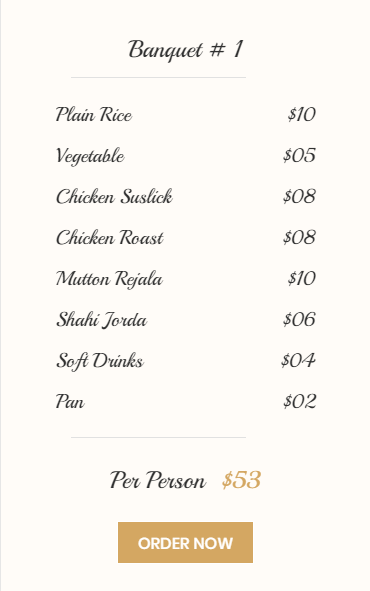 Banquet # 1
Plain Rice $10
Vegetable $05
Chicken Suslick $08
Chicken Roast $08
Mutton Rejala $10
Shahi Jorda $06
Soft Drinks $04
Pan $02
Per Person $53
ORDER NOW